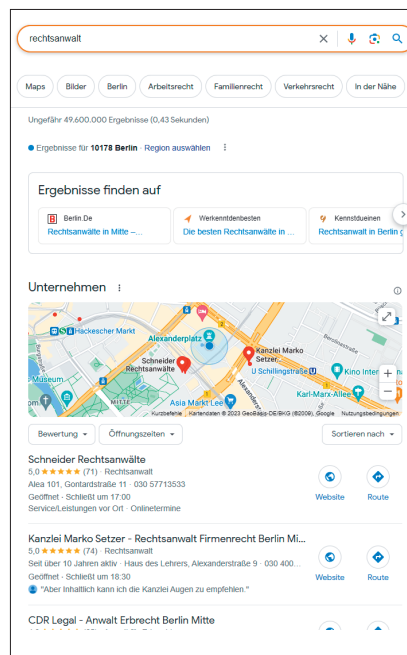 rechtsanwalt
Maps Bilder Berlin Arbeitsrecht Familienrecht Verkehrsrecht In der Nähe
Ungefähr 49.600.000 Ergebnisse (0,43 Sekunden)
Ergebnisse für 10178 Berlin · Region auswählen
Ergebnisse finden auf
Berlin.De
Rechtsanwälte in Mitte –...
Werkenntdenbesten
Die besten Rechtsanwälte in ...
Kennstdueinen
Rechtsanwalt in Berlin g
Unternehmen
Hackescher Markt
Alexanderplatz
Schneider
Rechtsanwälte
Kanzlei Marko
Setzer
Berolinastraße
U Schillingstraße
Kino Intern
Museum
MITTE
Karl-Marx-Allee
Asia Markt Lee
Kurzbefehle Kartendaten © 2023 GeoBasis-DE/BKG (©2009), Google Nutzungsbedingungen
Bewertung Öffnungszeiten Sortieren nach
Schneider Rechtsanwälte
5,0 ★★★★★ (71) · Rechtsanwalt
Alea 101, Gontardstraße 11 · 030 57713533
Geöffnet · Schließt um 17:00
Service/Leistungen vor Ort · Onlinetermine
Website Route
Kanzlei Marko Setzer - Rechtsanwalt Firmenrecht Berlin Mi...
5,0 ★★★★★ (74) · Rechtsanwalt
Seit über 10 Jahren aktiv · Haus des Lehrers, Alexanderstraße 9 · 030 400...
Geöffnet · Schließt um 18:30
"Aber Inhaltlich kann ich die Kanzlei Augen zu empfehlen."
Website Route
CDR Legal - Anwalt Erbrecht Berlin Mitte